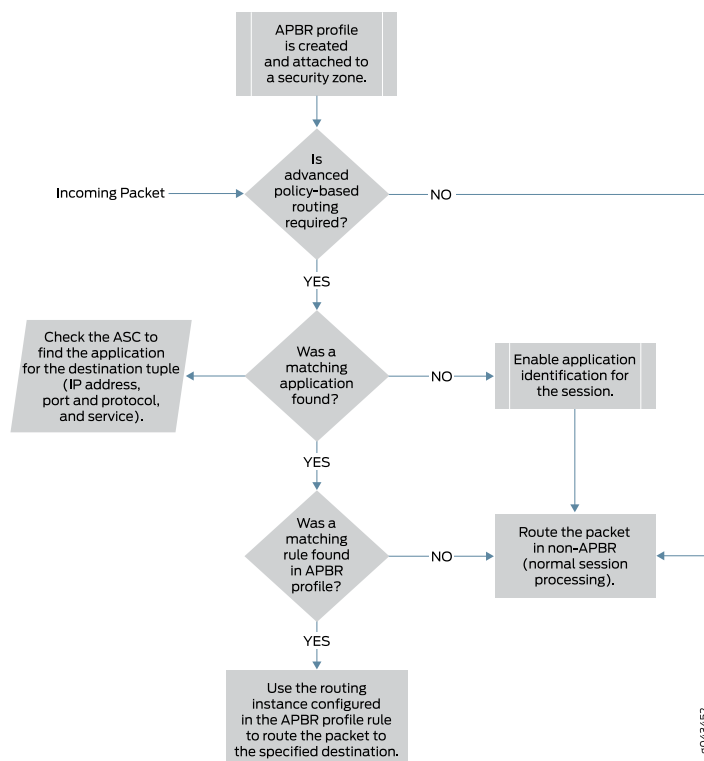 APBR profile
is created
and attached to
a security zone.
Is
advanced
policy-based
routing
required?
Incoming Packet
NO
YES
Check the ASC to
find the application
for the destination tuple
(IP address,
port and protocol,
and service).
Was a
matching
application
found?
NO
Enable application
identification for
the session.
YES
Was a
matching
rule found
in APBR
profile?
NO
Route the packet
in non-APBR
(normal session
processing).
YES
Use the routing
instance configured
in the APBR profile rule
to route the packet to
the specified destination.